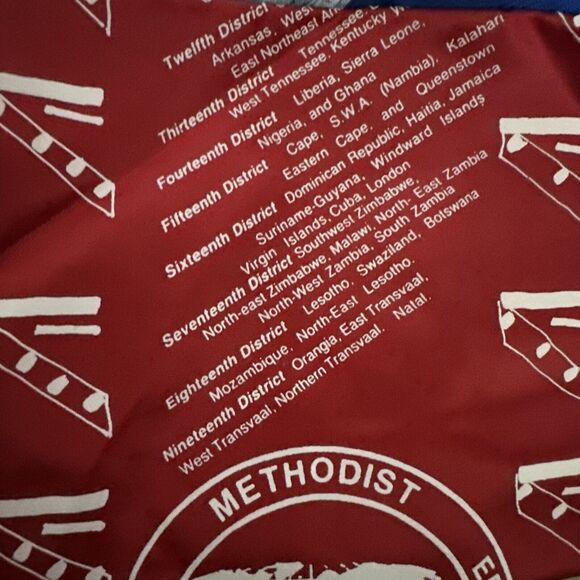 Twelfth District
Arkansas, West
East Northeast
Thirteenth District Tennessee
West Tennessee, Kentucky
Fourteenth District Liberia, Sierra Leone,
Nigeria, and Ghana
Fifteenth District Cape, S.W.A. (Nambia), Kalahari
Eastern Cape, and Queenstown
Sixteenth District Dominican Republic, Haitia, Jamaica
Suriname-Guyana, Windward Islands
Virgin Islands, Cuba, London
Seventeenth District Southwest Zimbabwe,
North-east Zimbabwe, Malawi, North- East Zambia
North-West Zambia, South Zambia
Eighteenth District Lesotho, Swaziland, Botswana
Mozambique, North-East Lesotho.
Nineteenth District Orangia, East Transvaal,
West Transvaal, Northern Transvaal. Natal.
METHODIST